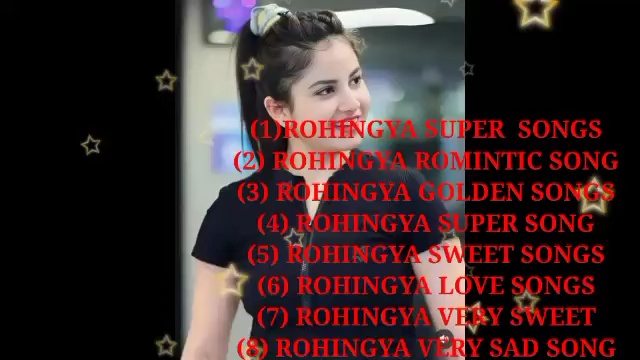 (1)ROHINGYA SUPER SONGS
(2) ROHINGYA ROMINTIC SONG
(3) ROHINGYA GOLDEN SONGS
(4) ROHINGYA SUPER SONG
(5) ROHINGYA SWEET SONGS
(6) ROHINGYA LOVE SONGS
(7) ROHINGYA VERY SWEET
(8) ROHINGYA VERY SAD SONG